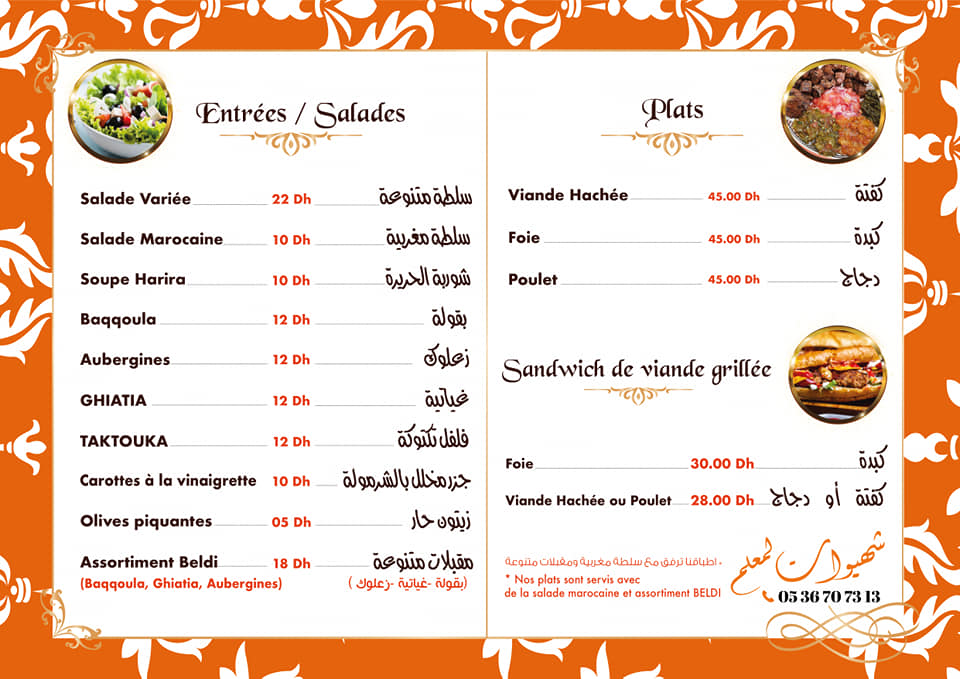 Entrées / Salades
Salade Variée 22 Dh سلطة متنوعة
Salade Marocaine 10 Dh سلطة مغربية
Soupe Harira 10 Dh شوربة الحريرة
Baqqoula 12 Dh بقولة
Aubergines 12 Dh زعلوك
GHIATIA 12 Dh غياتية
TAKTOUKA 12 Dh فلفل تكتوكة
Carottes à la vinaigrette 10 Dh جزر مخلل بالشرمولة
Olives piquantes 05 Dh زيتون حار
Assortiment Beldi 18 Dh مقبلات متنوعة
(Baqqoula, Ghiatia, Aubergines) (بقولة -غياتية -زعلوك )
Plats
Viande Hachée 45.00 Dh كفتة
Foie 45.00 Dh كبدة
Poulet 45.00 Dh دجاج
Sandwich de viande grillée
Foie 30.00 Dh كبدة
Viande Hachée ou Poulet 28.00 Dh كفتة أو دجاج
• اطباقنا ترفق مع سلطة مغربية ومقبلات متنوعة
* Nos plats sont servis avec
de la salade marocaine et assortiment BELDI
شهيوات لمعلم
05 36 70 73 13